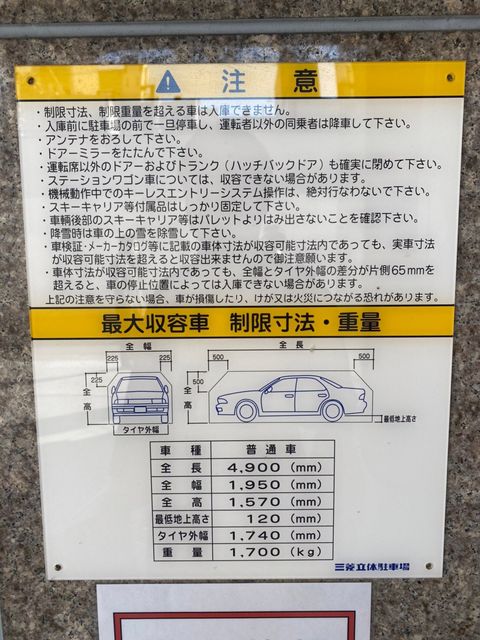 注意
・制限寸法、制限重量を超える車は入庫できません。
・入庫前に駐車場の前で一旦停車し、運転者以外の同乗者は降車して下さい。
・アンテナをおろして下さい。
・ドアーミラーをたたんで下さい。
・運転席以外のドアーおよびトランク(ハッチバックドア)も確実に閉めて下さい。
・ステーションワゴン車については、収容できない場合があります。
・機械動作中でのキーレスエントリーシステム操作は、絶対行なわないで下さい。
・スキーキャリア等付属品はしっかり固定して下さい。
・車輌後部のスキーキャリア等はパレットよりはみ出さないことを確認下さい。
・降雪時は車の上の雪を除雪して下さい。
・車検証・メーカーカタログ等に記載の車体寸法が収容可能寸法内であっても、実車寸法
が収容可能寸法を超えると収容出来ませんので御注意願います。
・車体寸法が収容可能寸法内であっても、全幅とタイヤ外幅の差分が片側65mmを
超えると、車の停止位置によっては入庫できない場合があります。
上記の注意を守らない場合、車が損傷したり、けが又は火災につながる恐れがあります。
最大収容車 制限寸法・重量
全幅
225 225
225
全高
タイヤ外幅
全長
500 500
500
全高
最低地上高さ
車種 普通車
全長 4,900 (mm)
全幅 1,950 (mm)
全高 1,570 (mm)
最低地上高さ 120 (mm)
タイヤ外幅 1,740 (mm)
重量 1,700 (kg)
三菱立体駐車場